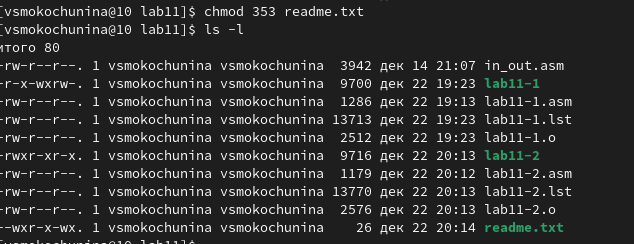 [vsmokochunina@10 lab11]$ chmod 353 readme.txt
[vsmokochunina@10 lab11]$ ls -l
итого 80
-rw-r--r--. 1 vsmokochunina vsmokochunina  3942 дек 14 21:07 in_out.asm
-r-x-wxrw-. 1 vsmokochunina vsmokochunina  9700 дек 22 19:23 lab11-1
-rw-r--r--. 1 vsmokochunina vsmokochunina  1286 дек 22 19:13 lab11-1.asm
-rw-r--r--. 1 vsmokochunina vsmokochunina 13713 дек 22 19:23 lab11-1.lst
-rw-r--r--. 1 vsmokochunina vsmokochunina  2512 дек 22 19:23 lab11-1.o
-rwxr-xr-x. 1 vsmokochunina vsmokochunina  9716 дек 22 20:13 lab11-2
-rw-r--r--. 1 vsmokochunina vsmokochunina  1179 дек 22 20:12 lab11-2.asm
-rw-r--r--. 1 vsmokochunina vsmokochunina 13770 дек 22 20:13 lab11-2.lst
-rw-r--r--. 1 vsmokochunina vsmokochunina  2576 дек 22 20:13 lab11-2.o
--wxr-x-wx. 1 vsmokochunina vsmokochunina    26 дек 22 20:14 readme.txt